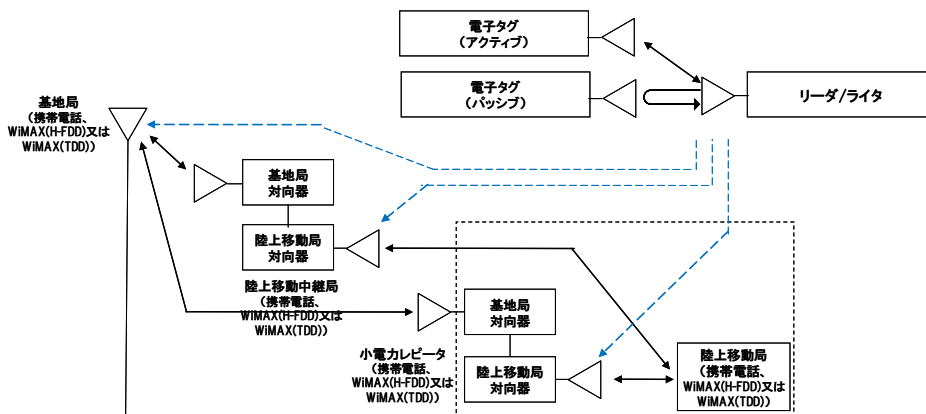 電子タグ
(アクティブ)
電子タグ
(パッシブ)
リーダ/ライタ
基地局
(携帯電話、
WiMAX(H-FDD)又は
WiMAX(TDD))
基地局
対向器
陸上移動局
対向器
陸上移動中継局
(携帯電話、
WiMAX(H-FDD)又は
WiMAX(TDD))
基地局
対向器
小電力レピータ
(携帯電話、
WiMAX(H-FDD)又は
WiMAX(TDD))
陸上移動局
対向器
陸上移動局
(携帯電話、
WiMAX(H-FDD)又は
WiMAX(TDD))